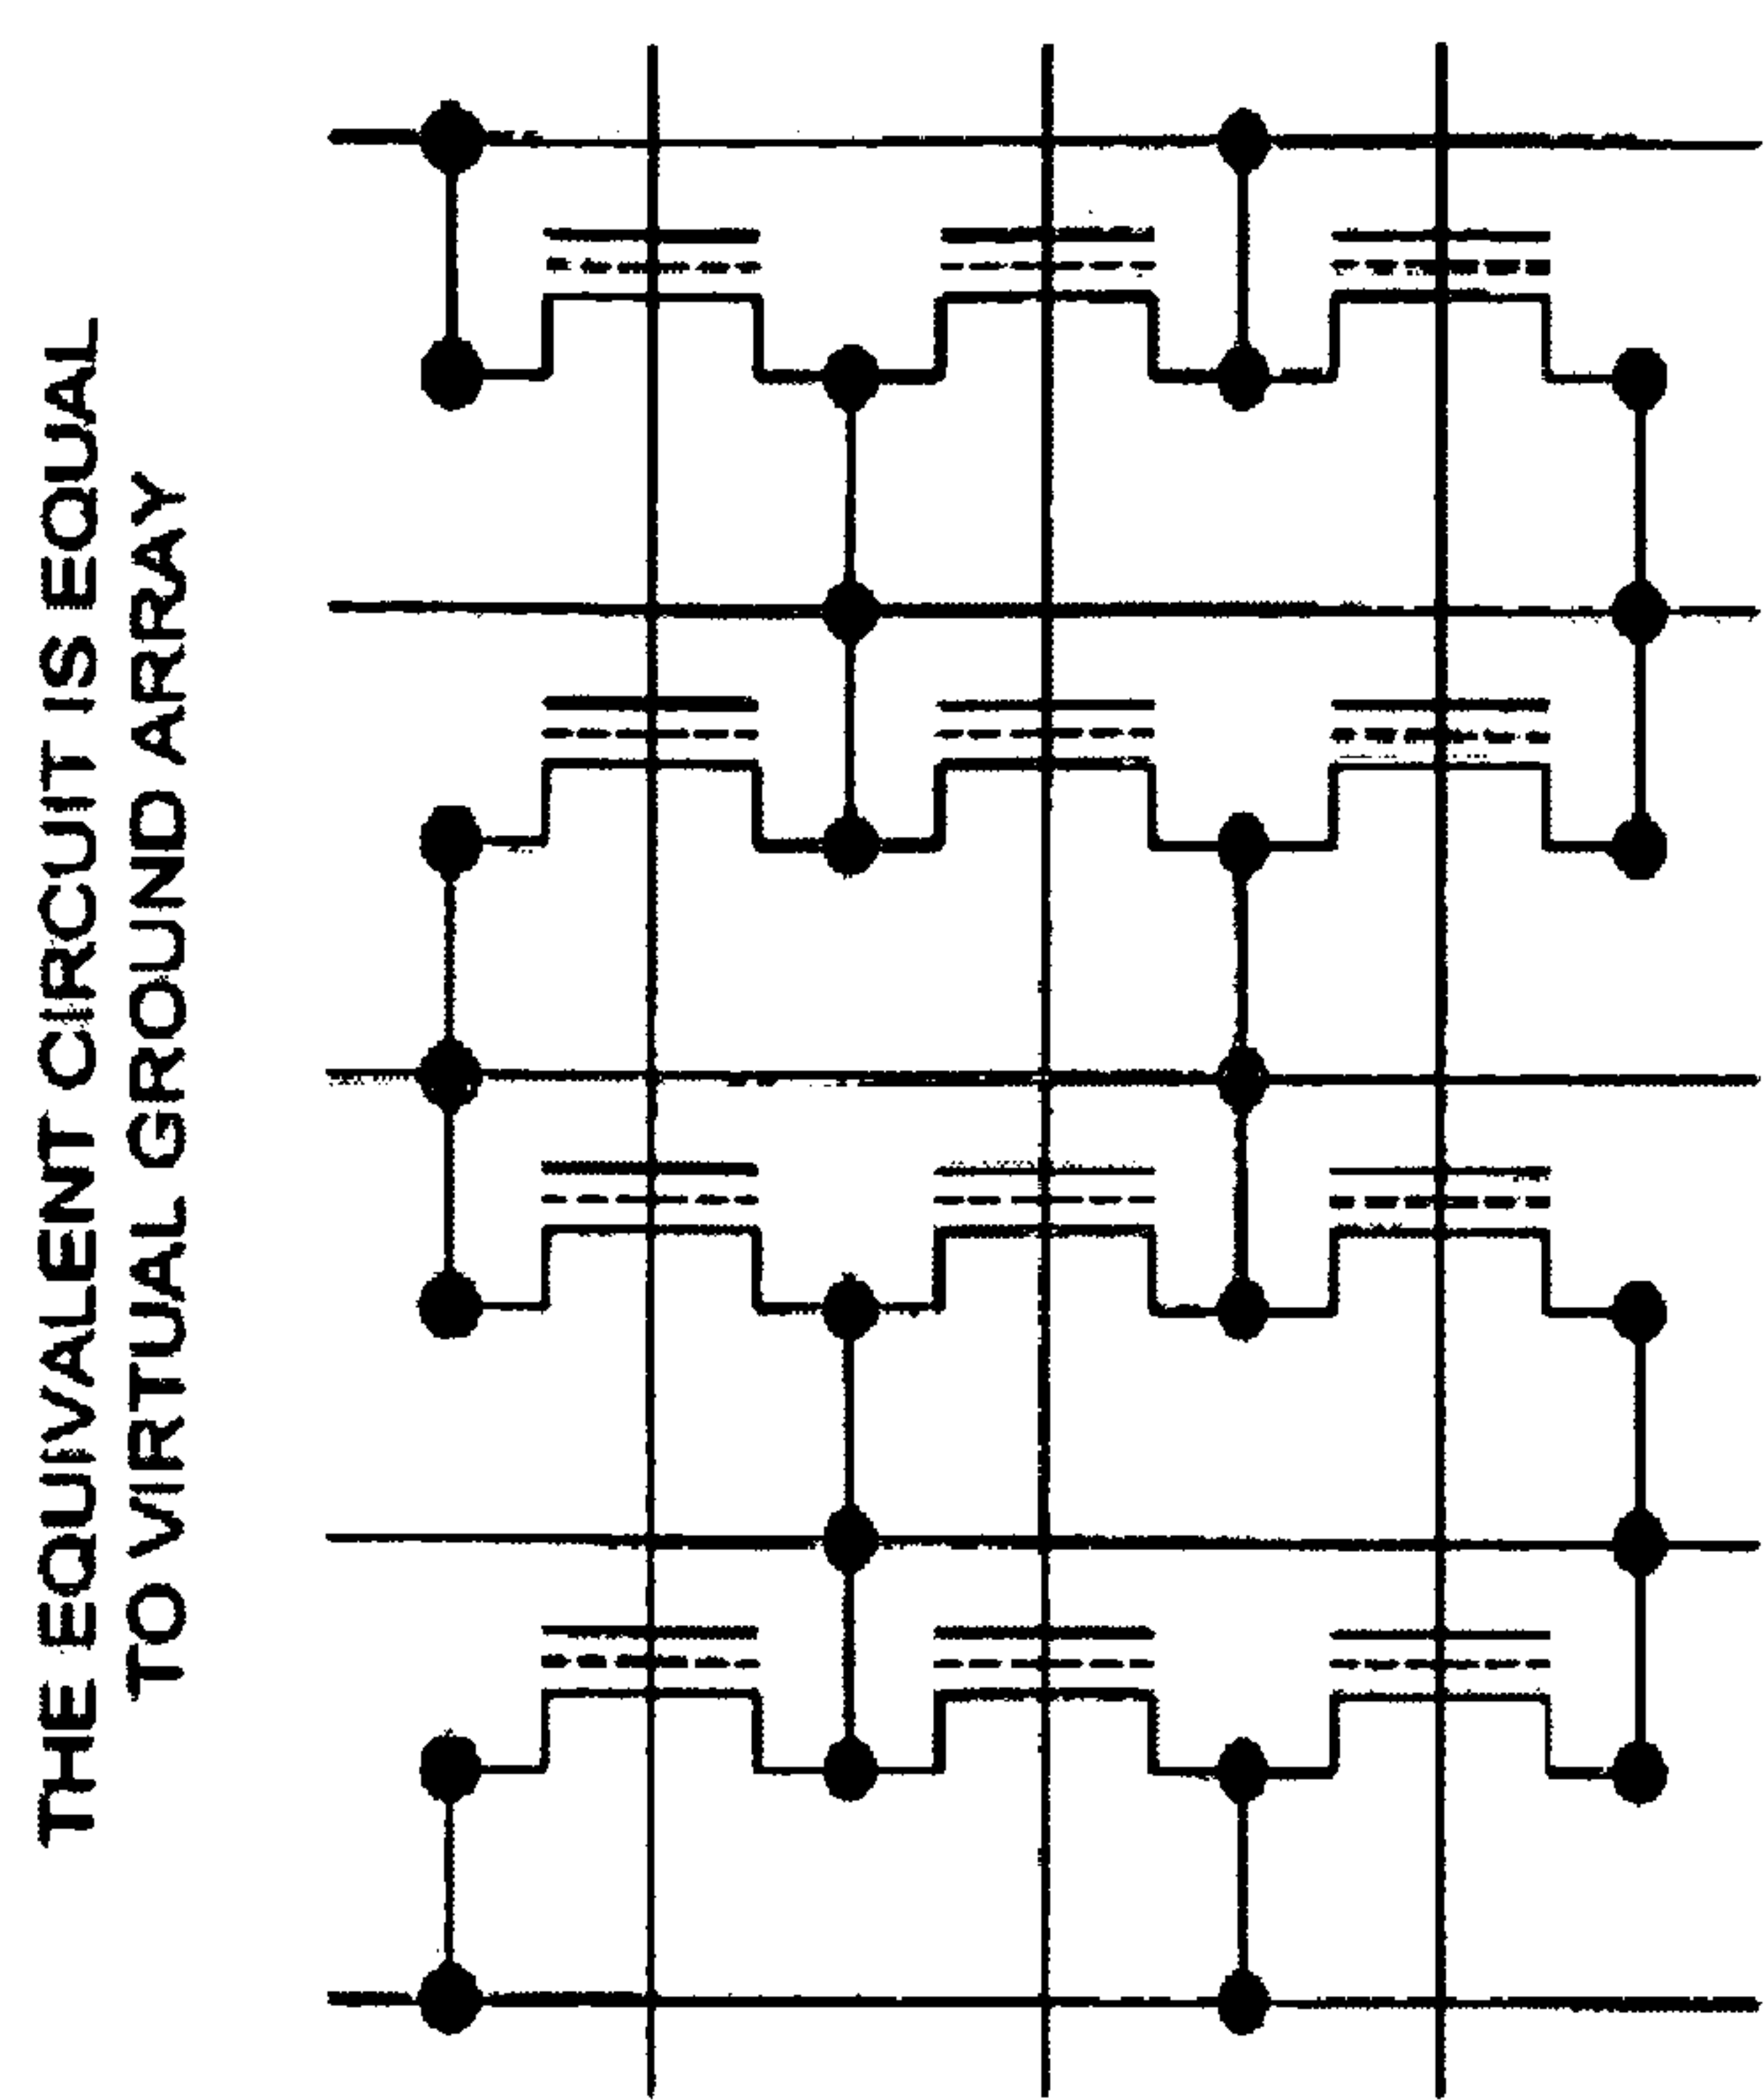 THE EQUIVALENT CIRCUIT IS EQUAL
TO VIRTUAL GROUND ARRAY